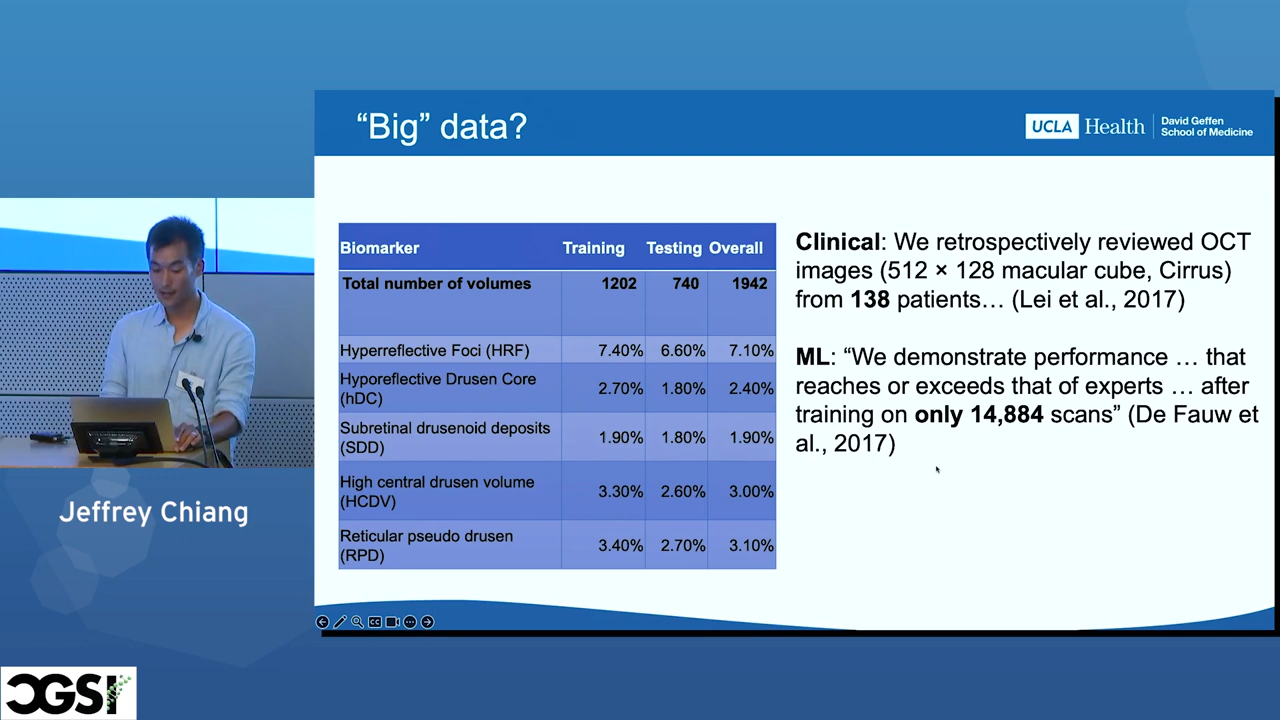 "Big" data?
UCLA Health
David Geffen
School of Medicine
Biomarker Training Testing Overall
Total number of volumes 1202 740 1942
Hyperreflective Foci (HRF) 7.40% 6.60% 7.10%
Hyporeflective Drusen Core
(hDC) 2.70% 1.80% 2.40%
Subretinal drusenoid deposits
(SDD) 1.90% 1.80% 1.90%
High central drusen volume
(HCDV) 3.30% 2.60% 3.00%
Reticular pseudo drusen
(RPD) 3.40% 2.70% 3.10%
Clinical: We retrospectively reviewed OCT
images (512 × 128 macular cube, Cirrus)
from 138 patients… (Lei et al., 2017)
ML: “We demonstrate performance … that
reaches or exceeds that of experts … after
training on only 14,884 scans” (De Fauw et
al., 2017)
Jeffrey Chiang
CGSI